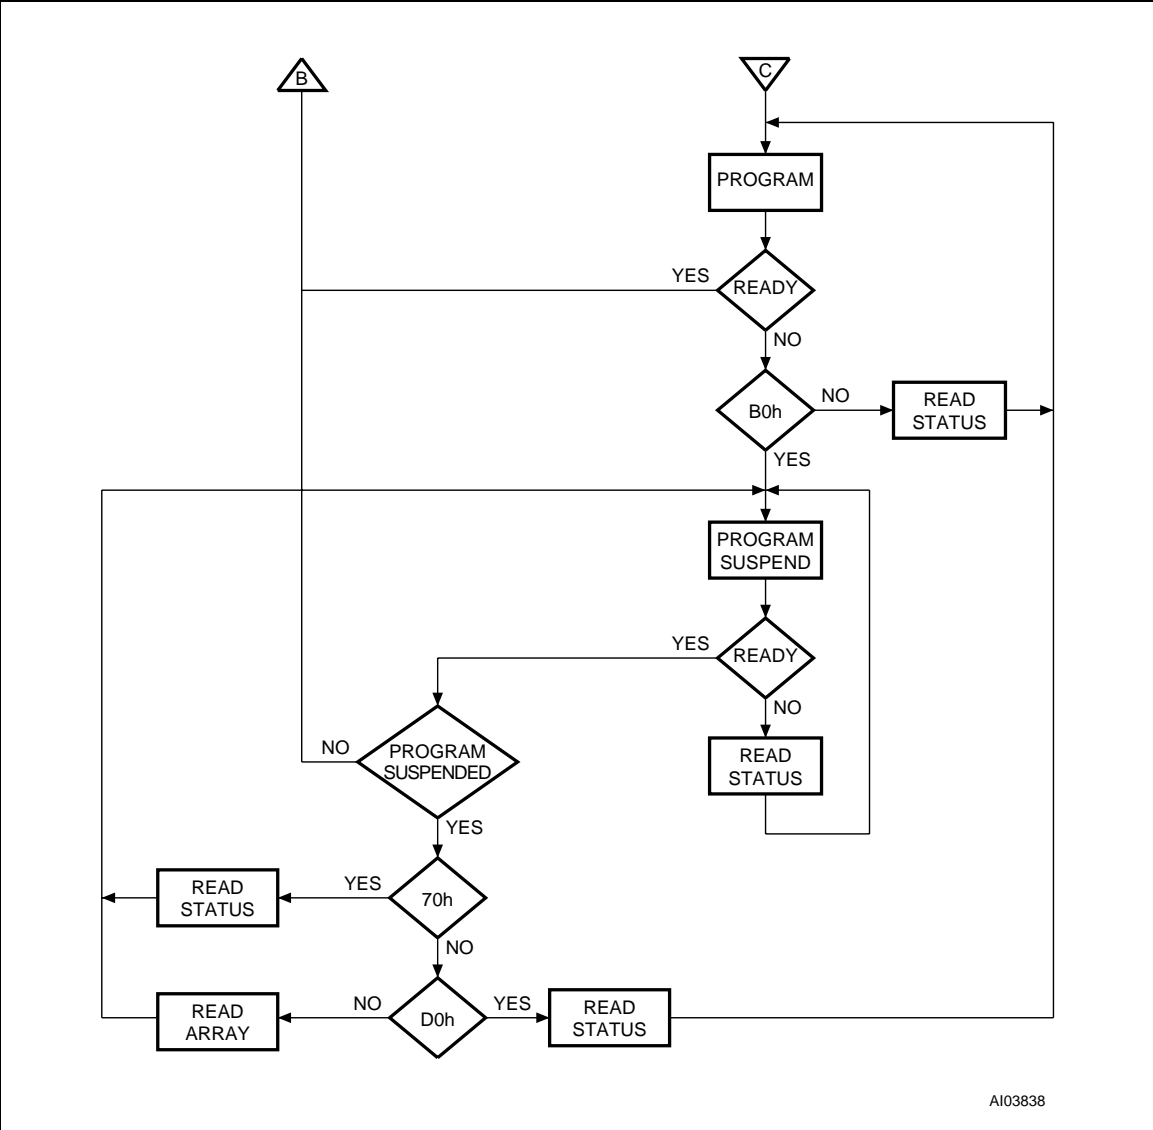 B
C
PROGRAM
YES
READY
NO
B0h
NO
READ
STATUS
YES
PROGRAM
SUSPEND
YES
READY
NO
NO
PROGRAM
SUSPENDED
READ
STATUS
YES
READ
STATUS
YES
70h
NO
READ
ARRAY
NO
D0h
YES
READ
STATUS
AI03838